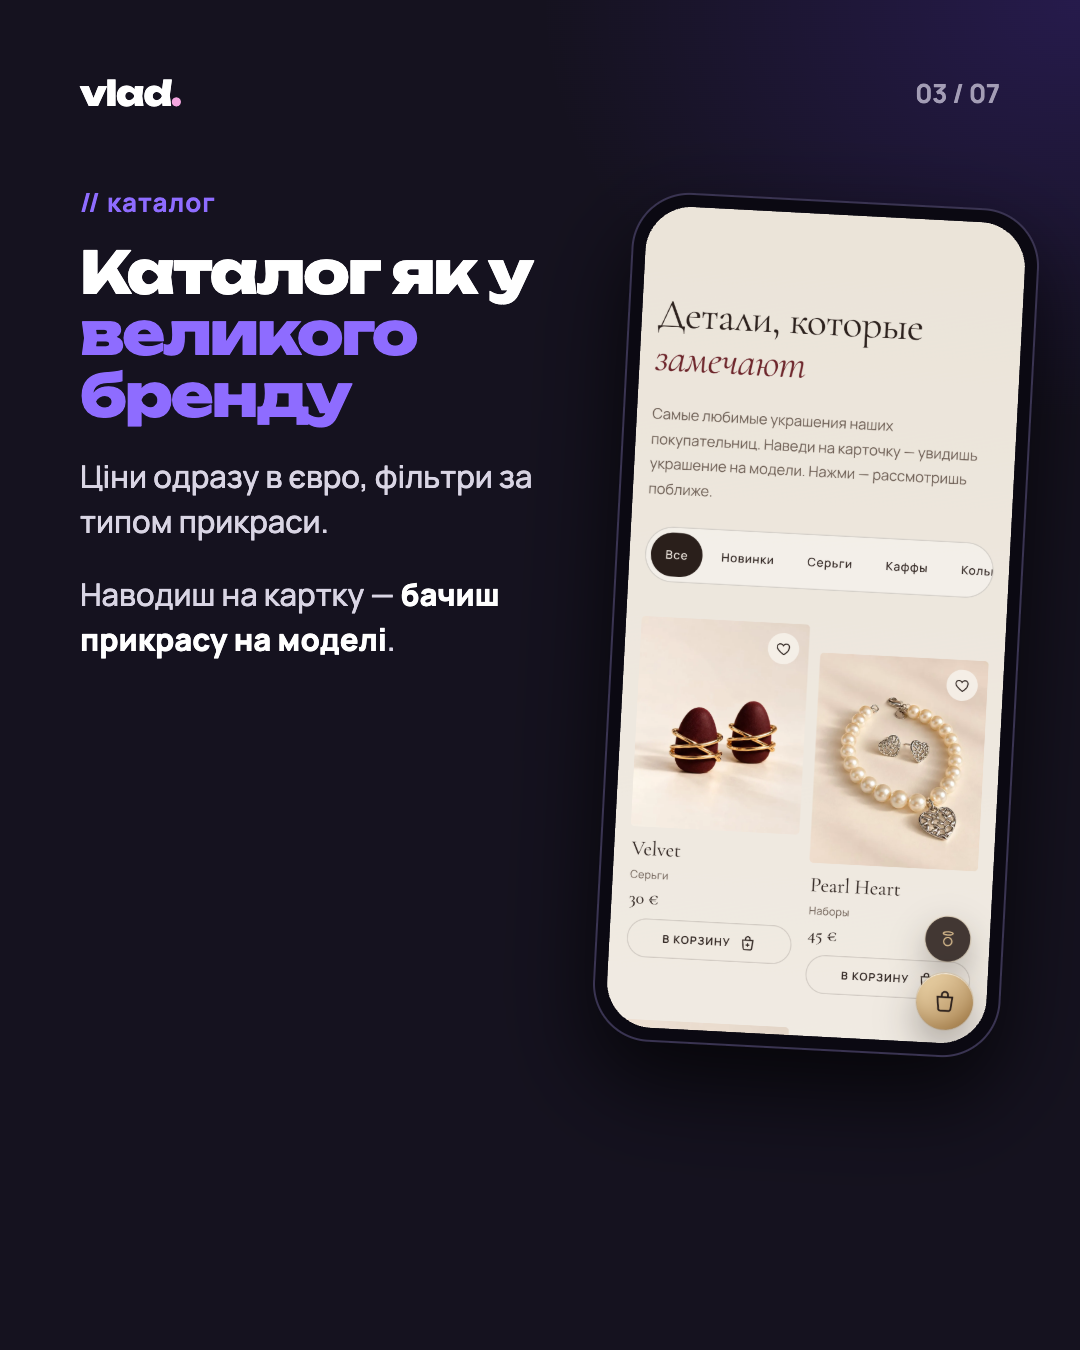 vlad.
03 / 07
// каталог
Каталог як у
великого
бренду
Ціни одразу в євро, фільтри за
типом прикраси.
Наводиш на картку — бачиш
прикрасу на моделі.
Детали, которые
замечают
Самые любимые украшения наших
покупательниц. Наведи на карточку — увидишь
украшение на модели. Нажми — рассмотришь
поближе.
Все Новинки Серьги Каффы
Velvet
Серьги
30 €
В КОРЗИНУ
Pearl Heart
Наборы
45 €
В КОРЗИНУ